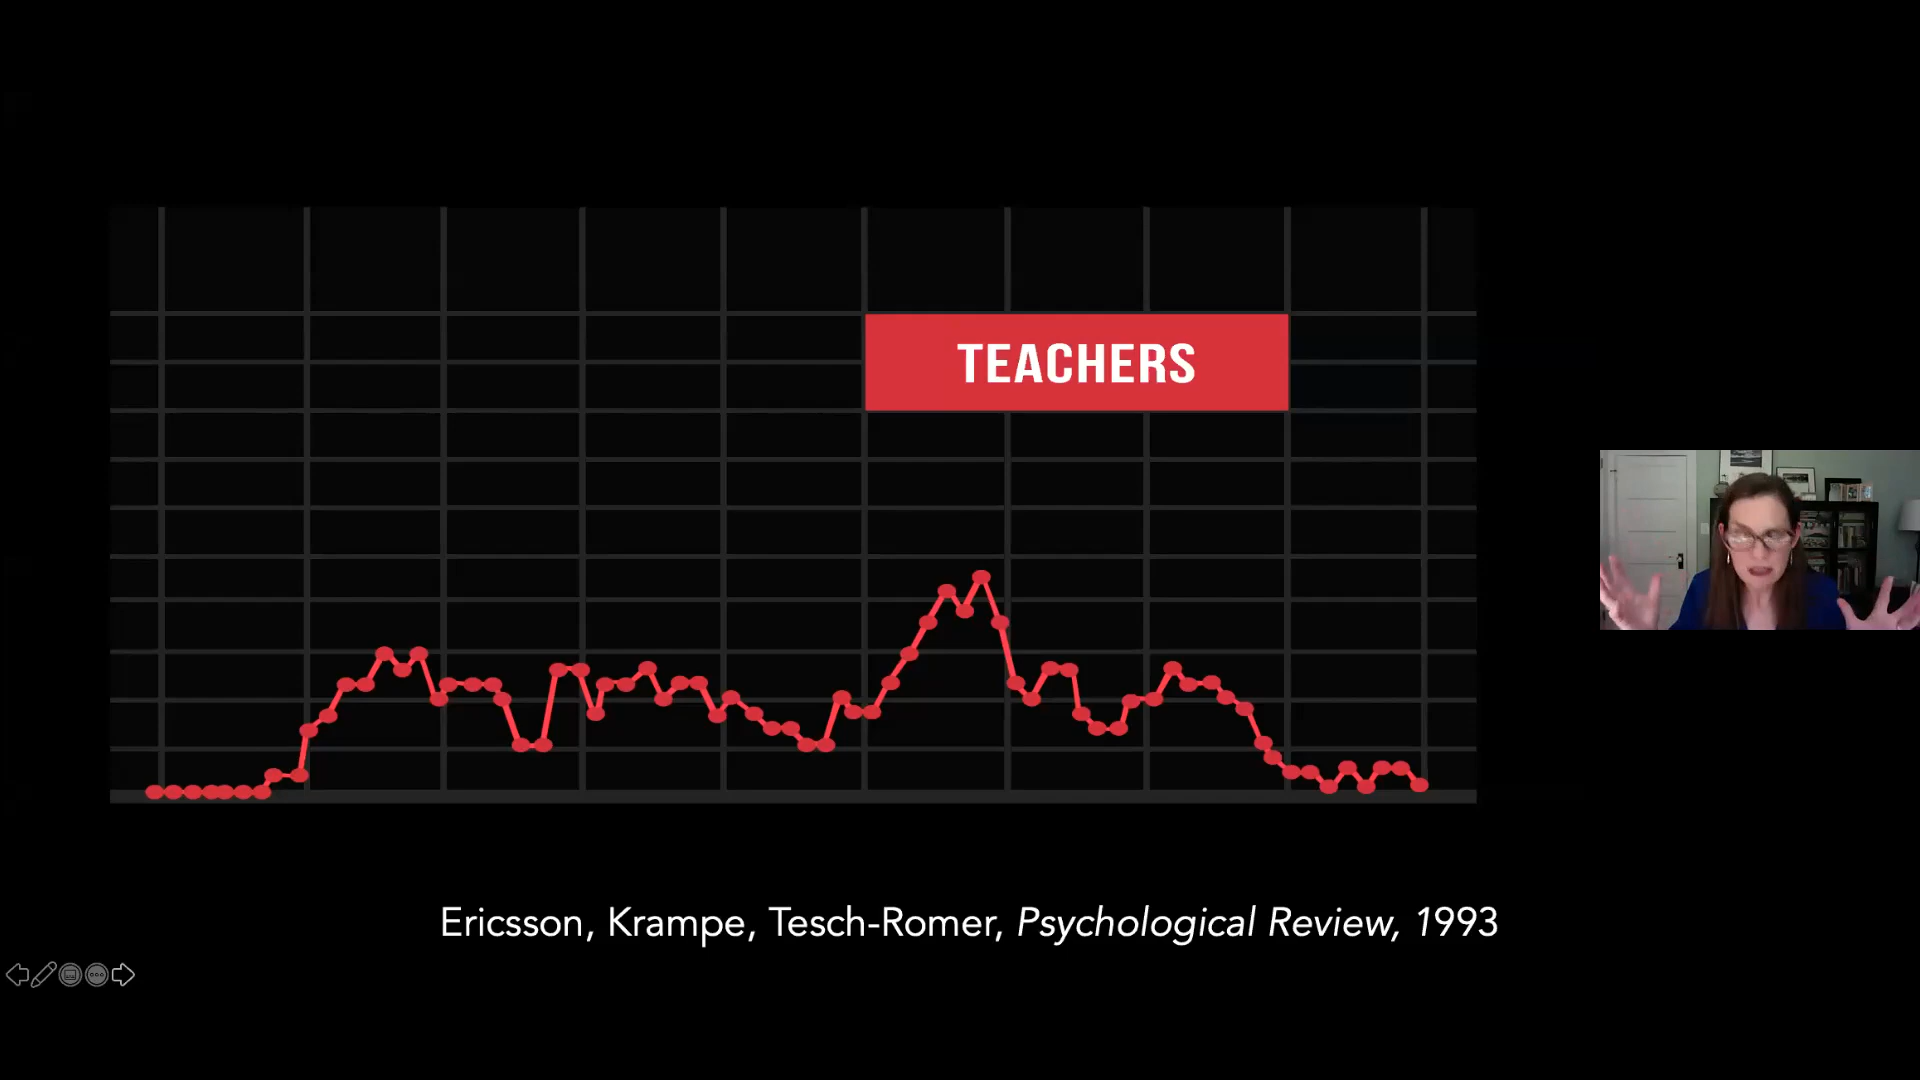 TEACHERS
Ericsson, Krampe, Tesch-Romer, Psychological Review, 1993